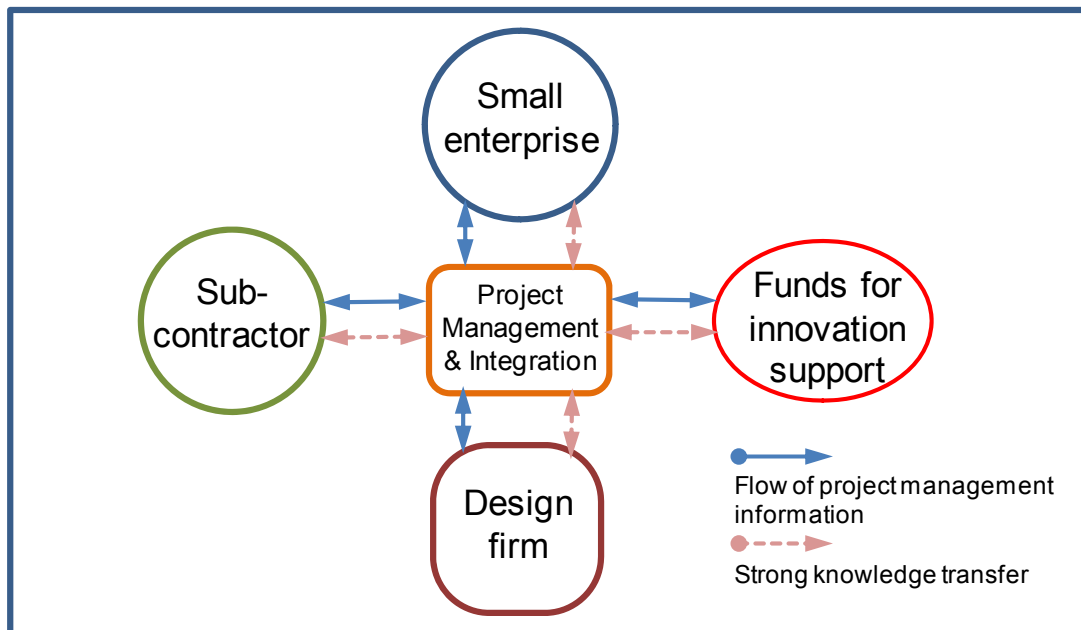 Small
enterprise
Sub-
contractor
Project
Management
& Integration
Funds for
innovation
support
Design
firm
Flow of project management
information
Strong knowledge transfer